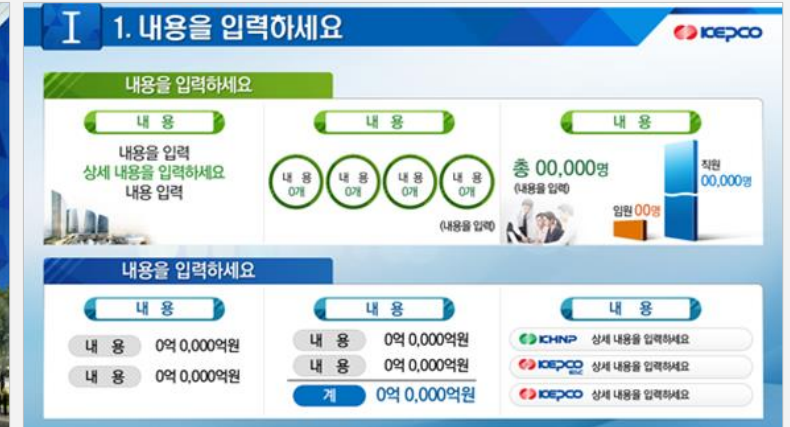 I
1. 내용을 입력하세요
KEPCO
내용을 입력하세요
내 용
내용을 입력
상세 내용을 입력하세요
내용 입력
내 용
내 용
0개
내 용
0개
내 용
0개
내 용
0개
(내용을 입력)
내 용
총 00,000명
(내용을 입력)
임원 00명
직원
00,000명
내용을 입력하세요
내 용
내 용 0억 0,000억원
내 용 0억 0,000억원
내 용
내 용 0억 0,000억원
내 용 0억 0,000억원
계 0억 0,000억원
내 용
KHNP 상세 내용을 입력하세요
KEPCO 상세 내용을 입력하세요
KEPCO 상세 내용을 입력하세요